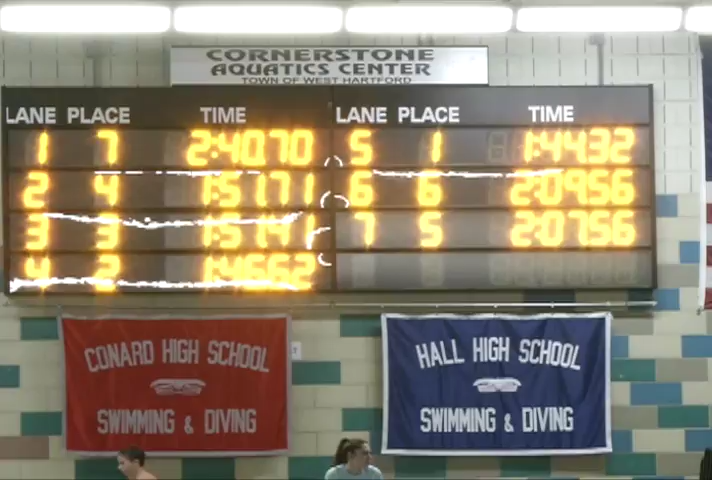 CORNERSTONE
AQUATICS CENTER
TOWN OF WEST HARTFORD
LANE PLACE TIME LANE PLACE TIME
1 7 2:40.70 5 1 1:44.32
2 4 1:51.71 6 6 2:09.56
3 3 1:51.41 7 5 2:07.56
4 2 1:46.62
CONARD HIGH SCHOOL
SWIMMING & DIVING
HALL HIGH SCHOOL
SWIMMING & DIVING